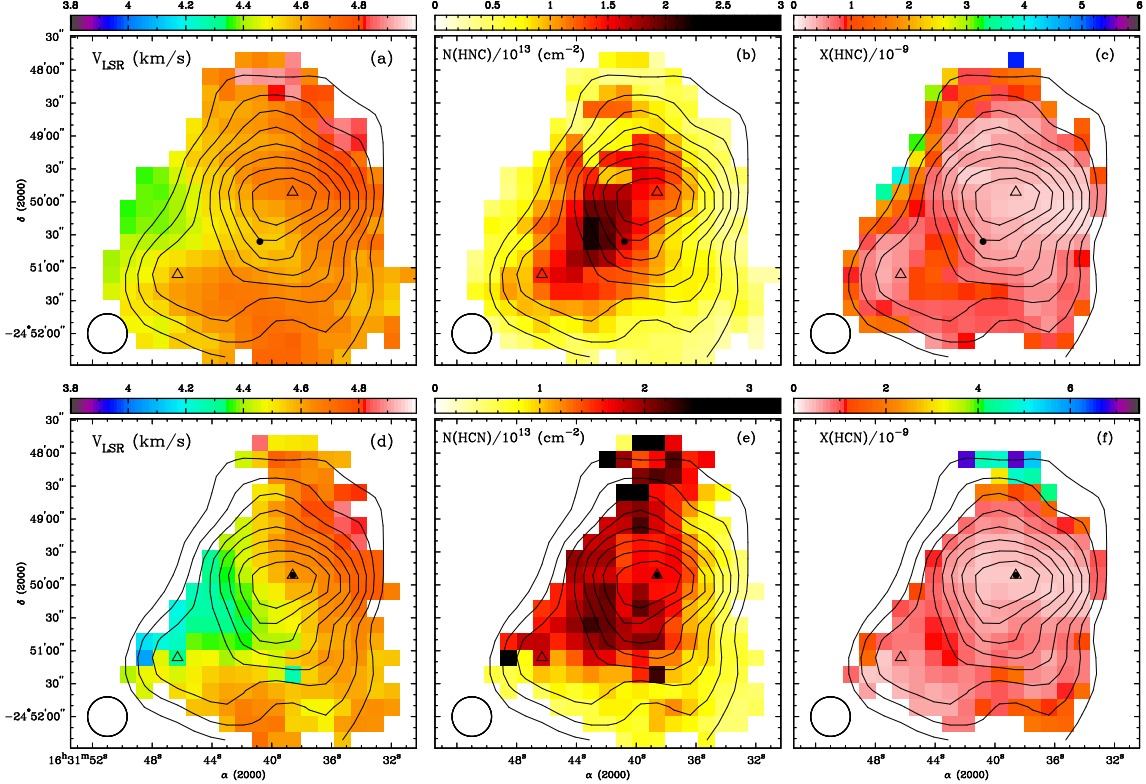 3.8 4 4.2 4.4 4.6 4.8
0 0.5 1 1.5 2 2.5 3
0 1 2 3 4 5 6
V_LSR (km/s) (a)
N(HNC)/10^13 (cm^-2) (b)
X(HNC)/10^-9 (c)
30″
48′00″
30″
49′00″
30″
50′00″
30″
51′00″
30″
−24°52′00″
δ (2000)
48ˢ 44ˢ 40ˢ 36ˢ 32ˢ
3.8 4 4.2 4.4 4.6 4.8
0 1 2 3
0 2 4 6
V_LSR (km/s) (d)
N(HCN)/10^13 (cm^-2) (e)
X(HCN)/10^-9 (f)
30″
48′00″
30″
49′00″
30″
50′00″
30″
51′00″
30″
−24°52′00″
δ (2000)
16ʰ31ᵐ52ˢ 48ˢ 44ˢ 40ˢ 36ˢ 32ˢ
48ˢ 44ˢ 40ˢ 36ˢ 32ˢ
48ˢ 44ˢ 40ˢ 36ˢ 32ˢ
α (2000)
α (2000)
α (2000)